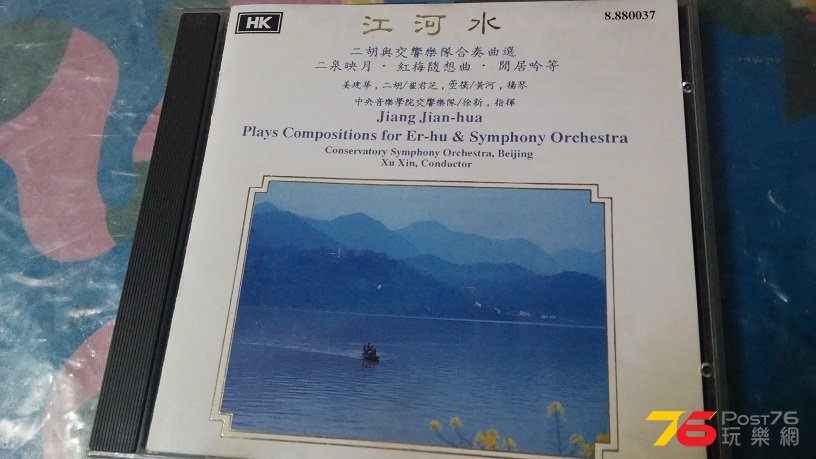 HK
江河水
8.880037
二胡與交響樂隊合奏曲選
二泉映月·紅梅隨想曲·閒居吟等
姜建華，二胡/崔君芝，箜篌/黃河，揚琴
中央音樂學院交響樂隊/徐新，指揮
Jiang Jian-hua
Plays Compositions for Er-hu & Symphony Orchestra
Conservatory Symphony Orchestra, Beijing
Xu Xin, Conductor
76 Post76
玩樂網